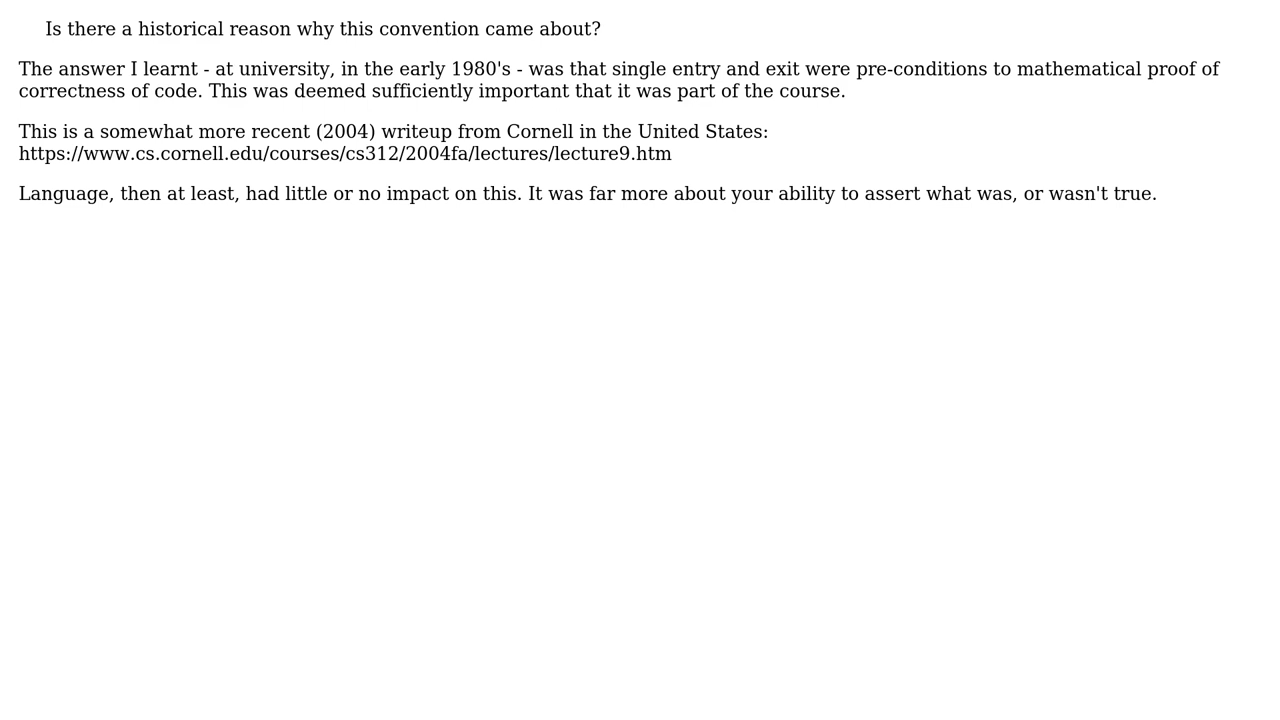 Is there a historical reason why this convention came about?
The answer I learnt - at university, in the early 1980's - was that single entry and exit were pre-conditions to mathematical proof of
correctness of code. This was deemed sufficiently important that it was part of the course.
This is a somewhat more recent (2004) writeup from Cornell in the United States:
https://www.cs.cornell.edu/courses/cs312/2004fa/lectures/lecture9.htm
Language, then at least, had little or no impact on this. It was far more about your ability to assert what was, or wasn't true.